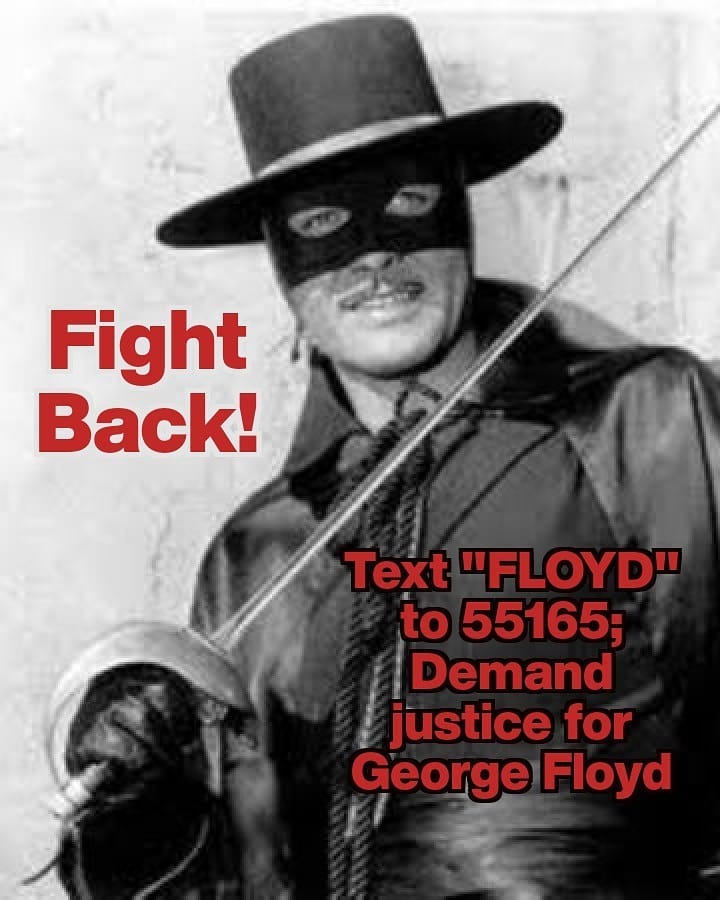 Fight
Back!
Text "FLOYD"
to 55165;
Demand
justice for
George Floyd